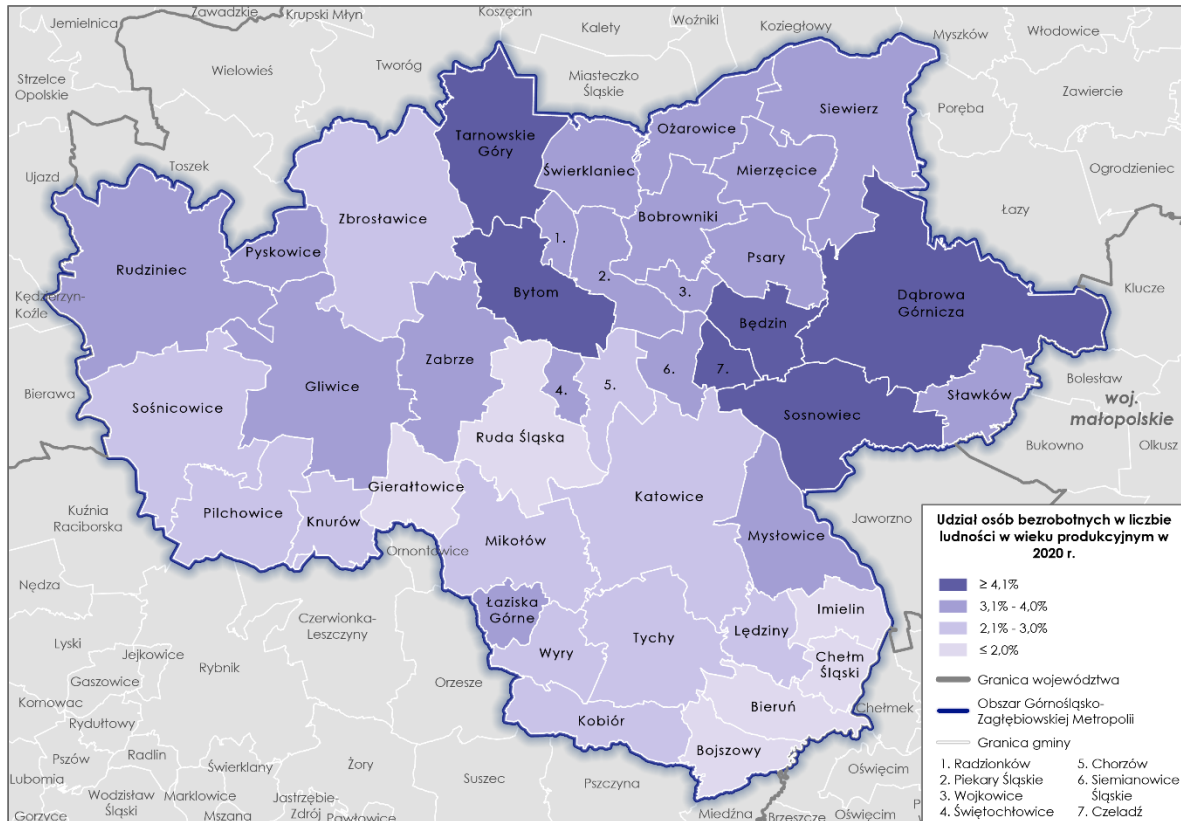 Jemielnica
Zawadzkie
Krupski Młyn
Koszęcin
Kalety
Woźniki
Koziegłowy
Myszków
Włodowice
Strzelce
Opolskie
Wielowieś
Tworóg
Miasteczko
Śląskie
Siewierz
Poręba
Zawiercie
Tarnowskie
Góry
Ożarowice
Ujazd
Toszek
Świerklaniec
Mierzęcice
Ogrodzieniec
Zbrosławice
Bobrowniki
Łazy
Rudziniec
Pyskowice
1.
2.
Psary
Kędzierzyn-
Koźle
Bytom
3.
Dąbrowa
Górnicza
Klucze
Będzin
Zabrze
Gliwice
4.
5.
6.
7.
Bierawa
Sośnicowice
Sławków
Bolesław
woj.
małopolskie
Sosnowiec
Ruda Śląska
Bukowno
Olkusz
Gierałtowice
Katowice
Kuźnia
Raciborska
Pilchowice
Knurów
Jaworzno
Mikołów
Mysłowice
Ornontowice
Nędza
Łaziska
Górne
Imielin
Czerwionka-
Leszczyny
Lędziny
Tychy
Lyski
Jejkowice
Rybnik
Wyry
Chełm
Śląski
Gaszowice
Orzesze
Kornowac
Rydułtowy
Bieruń
Chełmek
Kobiór
Pszów
Radlin
Bojszowy
Lubomia
Świerklany
Żory
Suszec
Pszczyna
Oświęcim
Wodzisław
Śląski
Marklowice
Jastrzębie-
Zdrój
Gorzyce
Mszana
Pawłowice
Miedźna
Brzeszcze
Oświęcim
Udział osób bezrobotnych w liczbie
ludności w wieku produkcyjnym w
2020 r.
≥ 4,1%
3,1% - 4,0%
2,1% - 3,0%
≤ 2,0%
Granica województwa
Obszar Górnośląsko-
Zagłębiowskiej Metropolii
Granica gminy
1. Radzionków
2. Piekary Śląskie
3. Wojkowice
4. Świętochłowice
5. Chorzów
6. Siemianowice
Śląskie
7. Czeladź